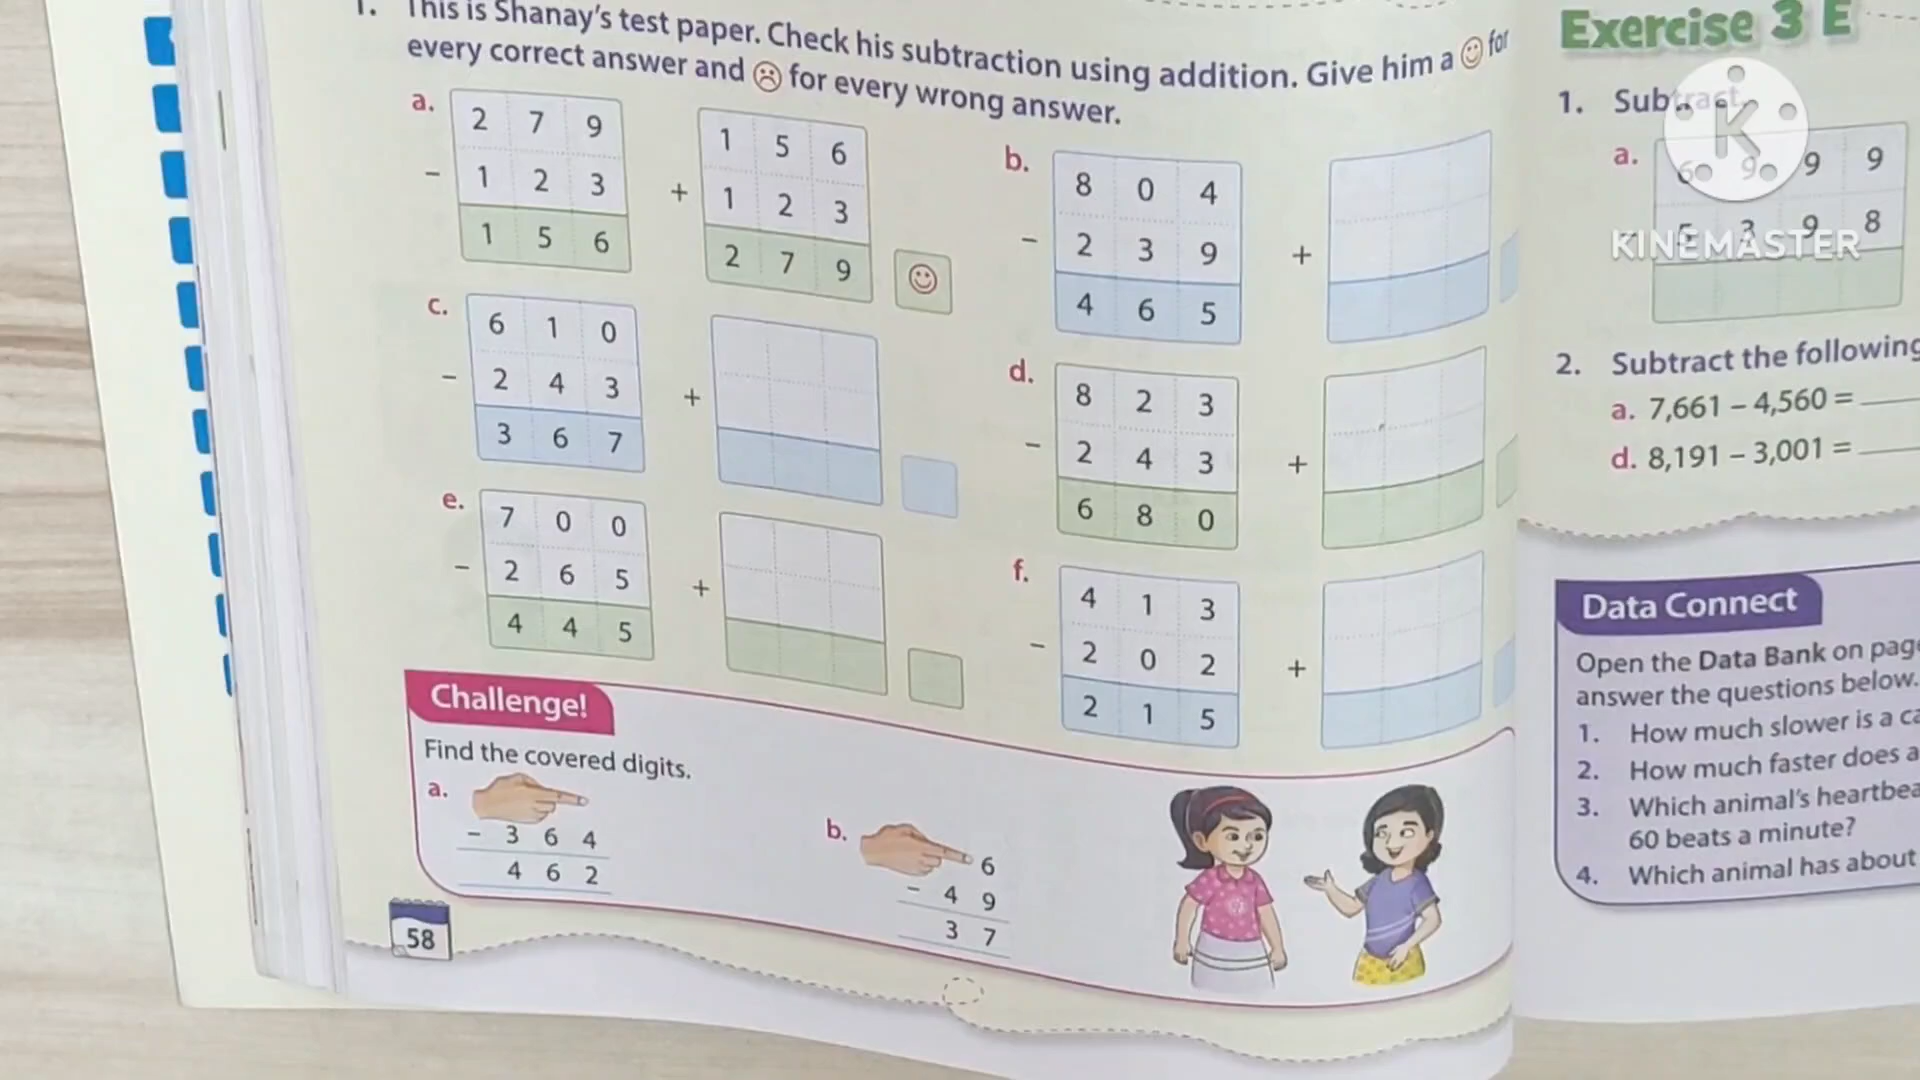 1. This is Shanay's test paper. Check his subtraction using addition. Give him a for
every correct answer and for every wrong answer.
a.
2 7 9
- 1 2 3
1 5 6
1 5 6
+ 1 2 3
2 7 9
b.
8 0 4
- 2 3 9
4 6 5
+
c.
6 1 0
- 2 4 3
3 6 7
+
d.
8 2 3
- 2 4 3
6 8 0
+
e.
7 0 0
- 2 6 5
4 4 5
+
f.
4 1 3
- 2 0 2
2 1 5
+
Challenge!
Find the covered digits.
a.
- 3 6 4
4 6 2
b.
6
- 4 9
3 7
58
Exercise 3 E
1. Subtract.
a.
6 9 9 9
- 5 3 9 8
KINEMASTER
2. Subtract the following
a. 7,661 – 4,560 =
d. 8,191 – 3,001 =
Data Connect
Open the Data Bank on
answer the questions below.
1. How much slower is a
2. How much faster does a
3. Which animal's
60 beats a minute?
4. Which animal has about